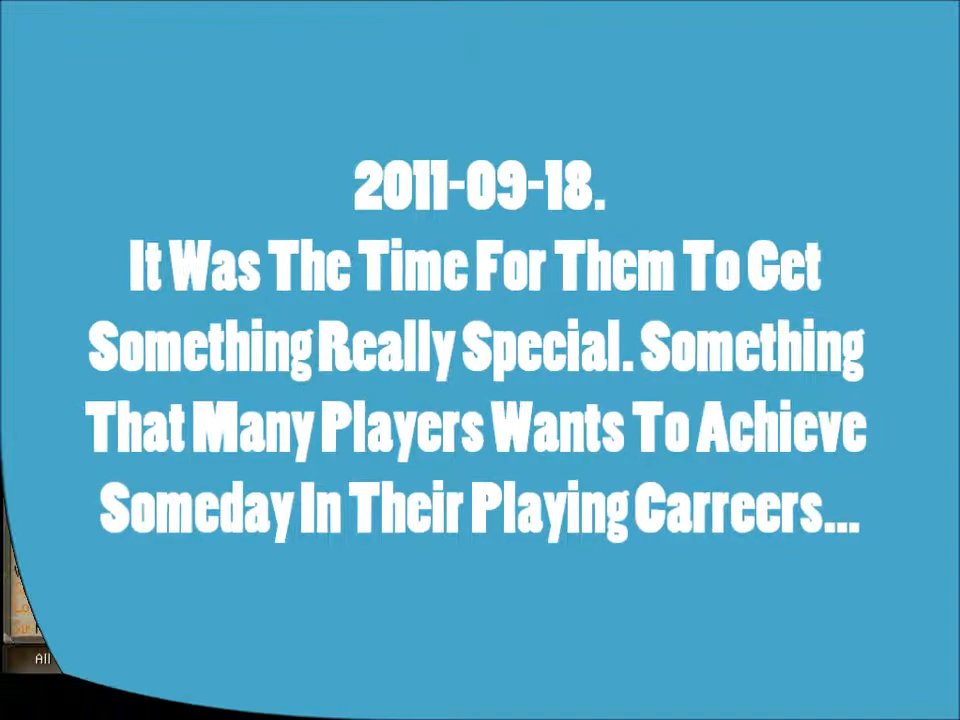 2011-09-18.
It Was The Time For Them To Get
Something Really Special. Something
That Many Players Wants To Achieve
Someday In Their Playing Carreers...
All